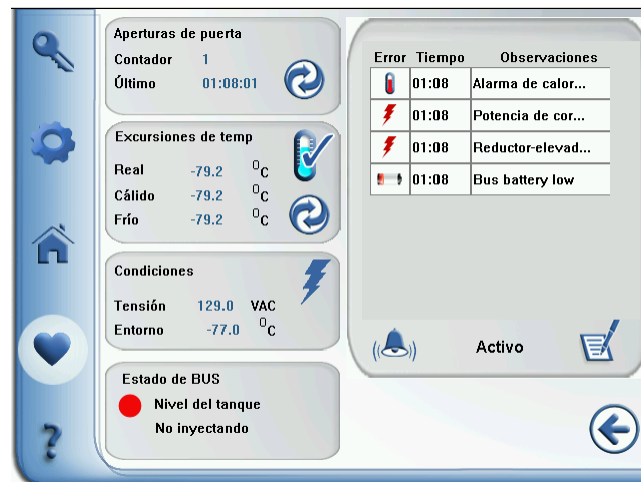 Aperturas de puerta
Contador 1
Último 01:08:01
Excursiones de temp
Real -79.2 °C
Cálido -79.2 °C
Frío -79.2 °C
Condiciones
Tensión 129.0 VAC
Entorno -77.0 °C
Estado de BUS
Nivel del tanque
No inyectando
?
Error Tiempo Observaciones
01:08 Alarma de calor...
01:08 Potencia de cor...
01:08 Reductor-elevad...
01:08 Bus battery low
Activo